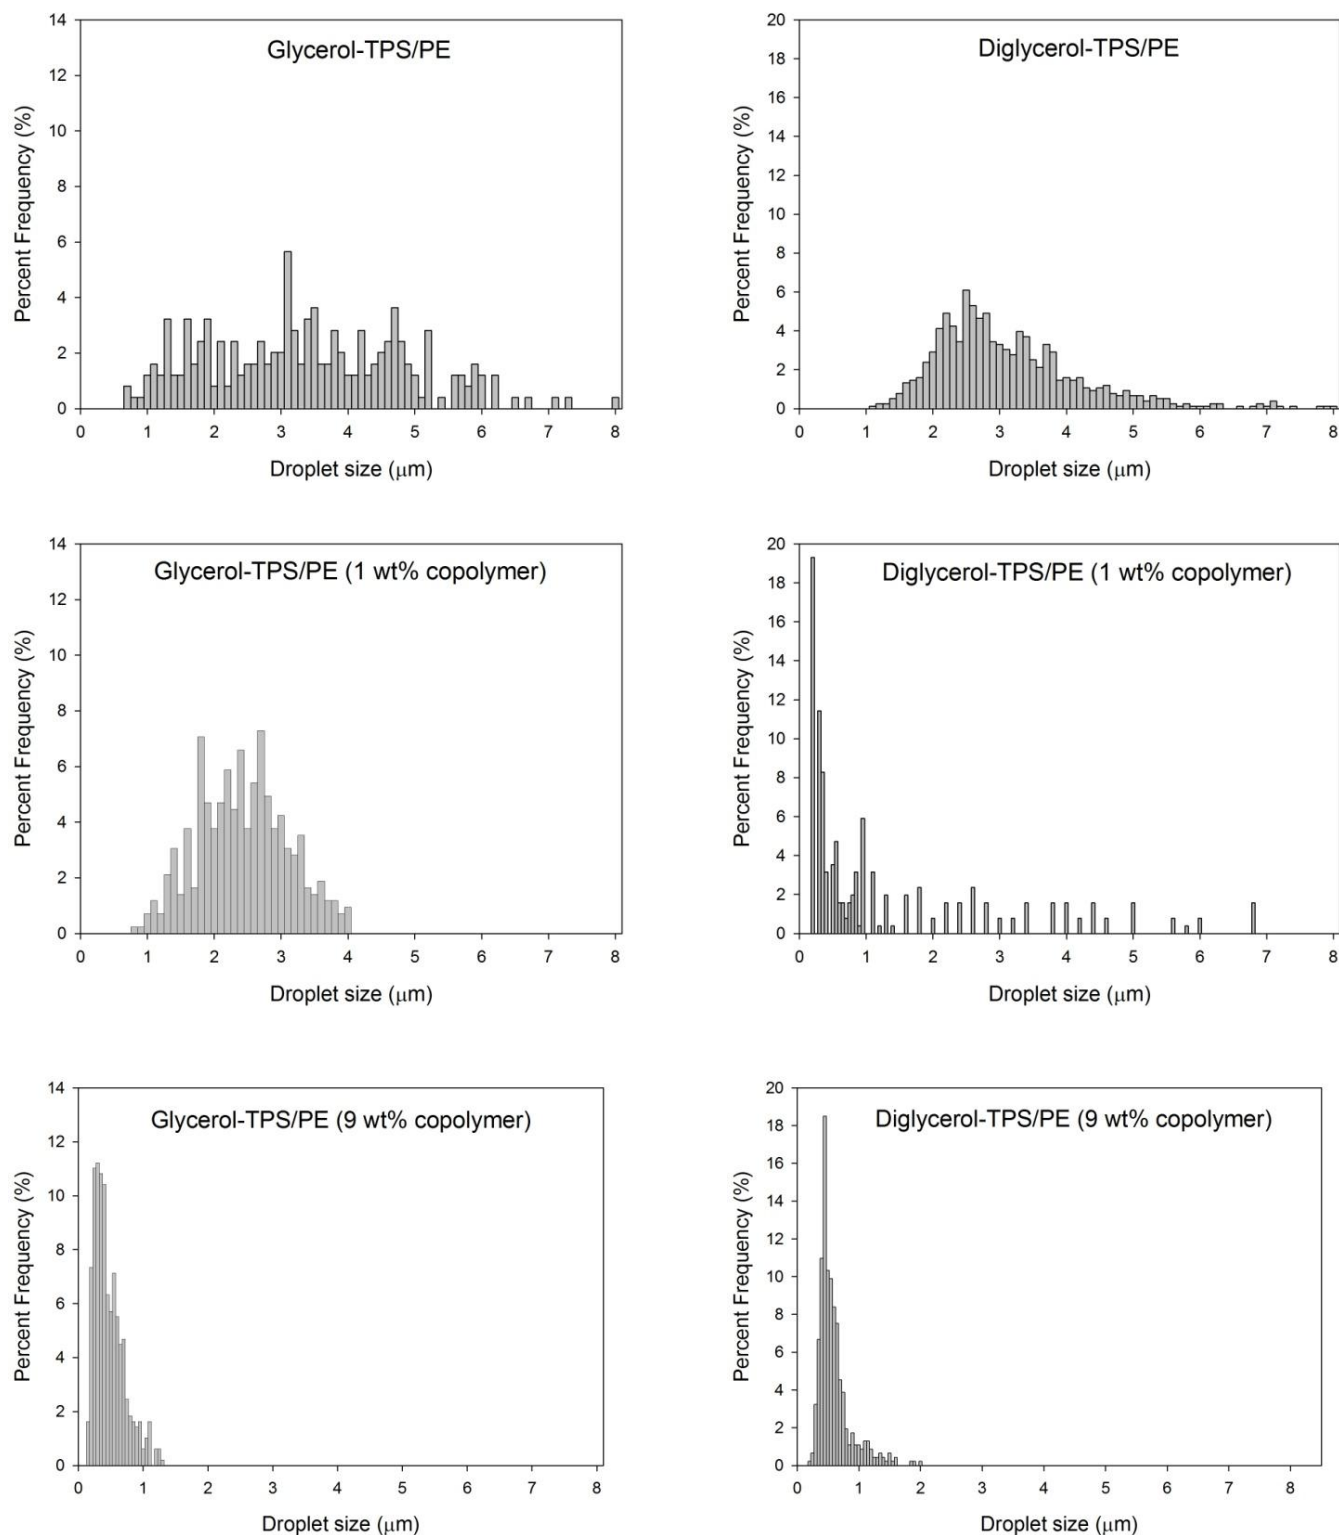 Glycerol-TPS/PE
Percent Frequency (%)
14
12
10
8
6
4
2
0
0 1 2 3 4 5 6 7 8
Droplet size (μm)
Diglycerol-TPS/PE
Percent Frequency (%)
20
18
16
14
12
10
8
6
4
2
0
0 1 2 3 4 5 6 7 8
Droplet size (μm)
Glycerol-TPS/PE (1 wt% copolymer)
Percent Frequency (%)
14
12
10
8
6
4
2
0
0 1 2 3 4 5 6 7 8
Droplet size (μm)
Diglycerol-TPS/PE (1 wt% copolymer)
Percent Frequency (%)
20
18
16
14
12
10
8
6
4
2
0
0 1 2 3 4 5 6 7 8
Droplet size (μm)
Glycerol-TPS/PE (9 wt% copolymer)
Percent Frequency (%)
14
12
10
8
6
4
2
0
0 1 2 3 4 5 6 7 8
Droplet size (μm)
Diglycerol-TPS/PE (9 wt% copolymer)
Percent Frequency (%)
20
18
16
14
12
10
8
6
4
2
0
0 1 2 3 4 5 6 7 8
Droplet size (μm)